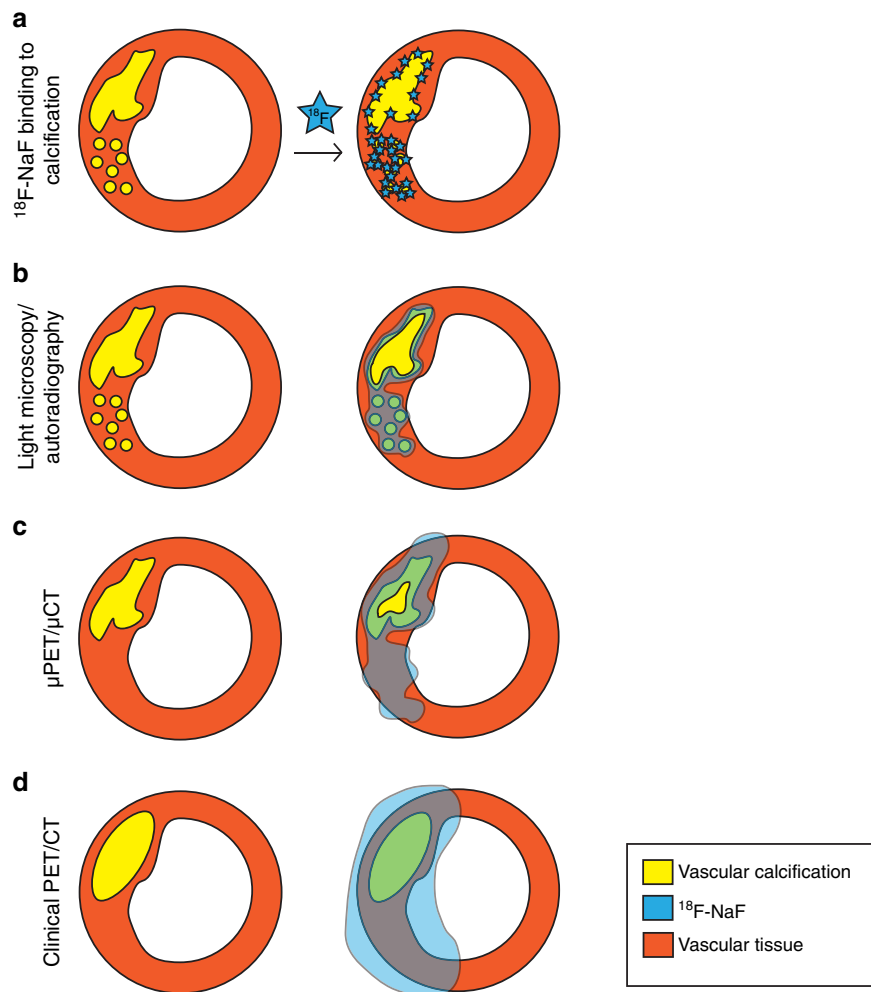 a
¹⁸F-NaF binding to
calcification
¹⁸F
b
Light microscopy/
autoradiography
c
µPET/µCT
d
Clinical PET/CT
Vascular calcification
¹⁸F-NaF
Vascular tissue